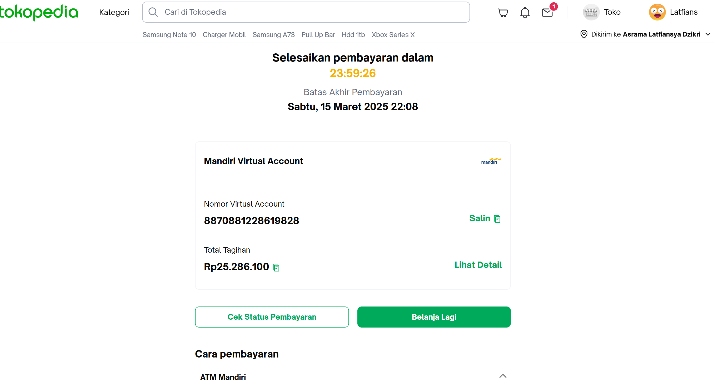 tokopedia Kategori Cari di Tokopedia 1 Toko Latfians
Samsung Note 10 Charger Mobil Samsung A73 Pull Up Bar Hdd 1tb Xbox Series X Dikirim ke Asrama Latfiansya Dzikri
Selesaikan pembayaran dalam
23:59:26
Batas Akhir Pembayaran
Sabtu, 15 Maret 2025 22:08
Mandiri Virtual Account mandiri
Nomor Virtual Account
8870881228619828 Salin
Total Tagihan
Rp25.286.100 Lihat Detail
Cek Status Pembayaran Belanja Lagi
Cara pembayaran
ATM Mandiri